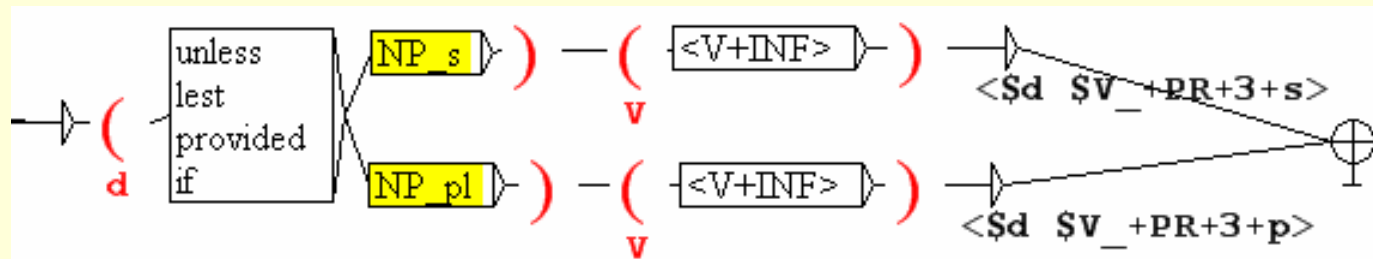 unless
lest
provided
if
(
d
NP_s
)
(
V
<V+INF>
)
<$d $V_+PR+3+s>
NP_pl
)
(
V
<V+INF>
)
<$d $V_+PR+3+p>